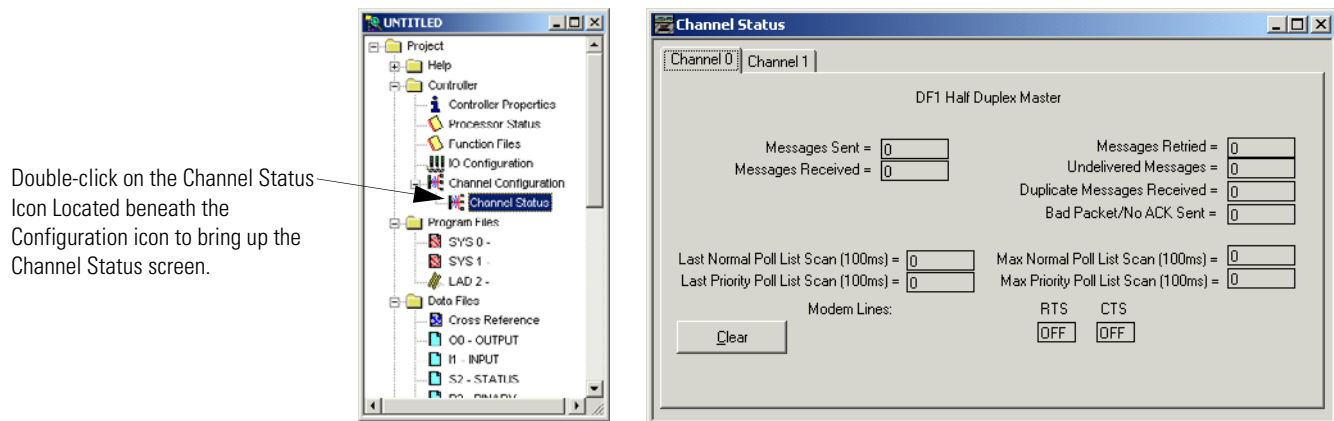 Double-click on the Channel Status
Icon Located beneath the
Configuration icon to bring up the
Channel Status screen.
UNTITLED
Project
Help
Controller
Controller Properties
Processor Status
Function Files
IO Configuration
Channel Configuration
Channel Status
Program Files
SYS 0 -
SYS 1 -
LAD 2 -
Data Files
Cross Reference
O0 - OUTPUT
I1 - INPUT
S2 - STATUS
Channel Status
Channel 0
Channel 1
DF1 Half Duplex Master
Messages Sent = 0
Messages Received = 0
Messages Retried = 0
Undelivered Messages = 0
Duplicate Messages Received = 0
Bad Packet/No ACK Sent = 0
Last Normal Poll List Scan (100ms) = 0
Last Priority Poll List Scan (100ms) = 0
Max Normal Poll List Scan (100ms) = 0
Max Priority Poll List Scan (100ms) = 0
Modem Lines:
RTS CTS
OFF OFF
Clear